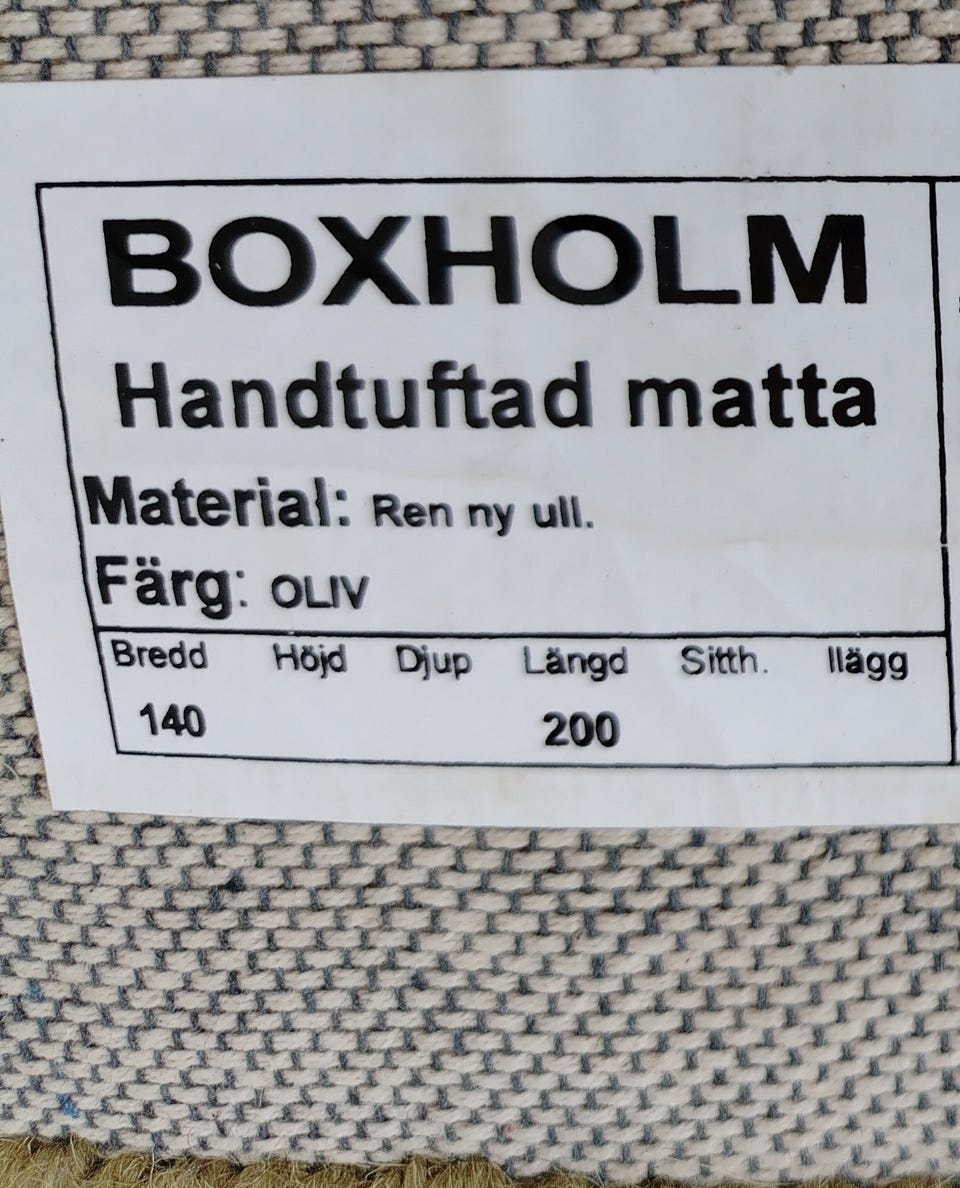 BOXHOLM
Handtuftad matta
Material: Ren ny ull.
Färg: OLIV
Bredd Höjd Djup Längd Sitth. Ilägg
140 200